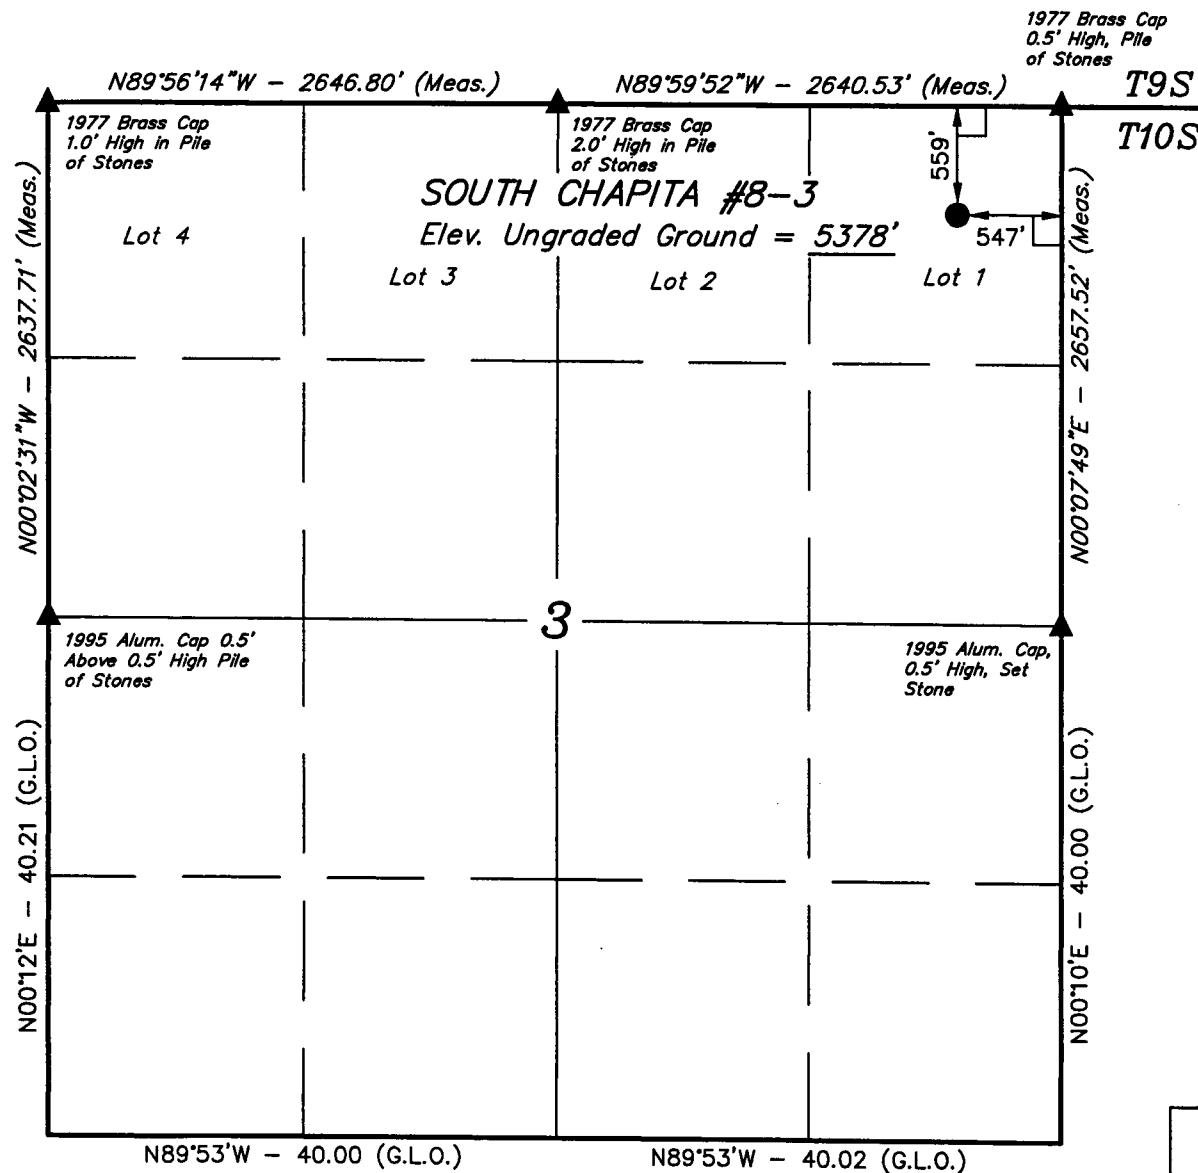 1977 Brass Cap
0.5' High, Pile
of Stones
N89°56'14"W - 2646.80' (Meas.)
N89°59'52"W - 2640.53' (Meas.)
T9S
T10S
1977 Brass Cap
1.0' High in Pile
of Stones
1977 Brass Cap
2.0' High in Pile
of Stones
559'
SOUTH CHAPITA #8-3
Elev. Ungraded Ground = 5378'
547'
Lot 4
Lot 3
Lot 2
Lot 1
N00°02'31"W - 2637.71' (Meas.)
N00°07'49"E - 2657.52' (Meas.)
3
1995 Alum. Cap 0.5'
Above 0.5' High Pile
of Stones
1995 Alum. Cap,
0.5' High, Set
Stone
N00°12'E - 40.21 (G.L.O.)
N00°10'E - 40.00 (G.L.O.)
N89°53'W - 40.00 (G.L.O.)
N89°53'W - 40.02 (G.L.O.)